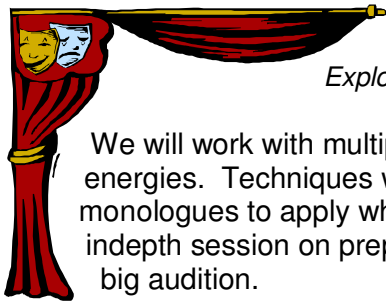 Explo
We will work with multip
energies.  Techniques w
monologues to apply wh
indepth session on prep
big audition.